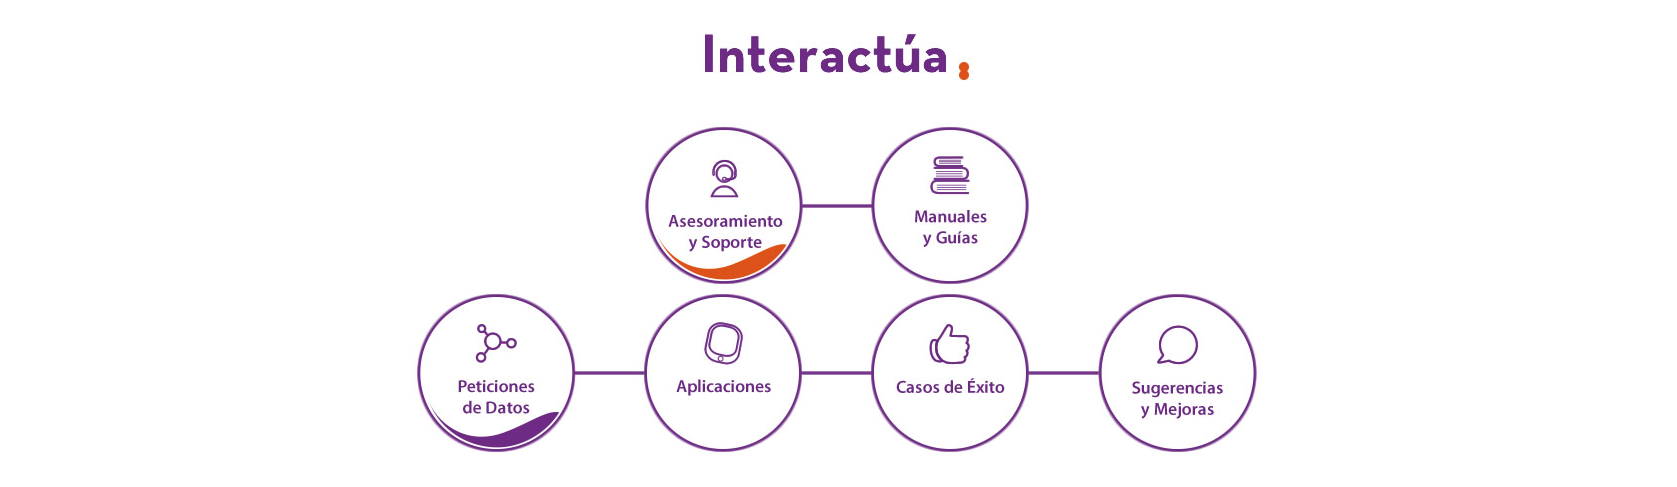 Interactúa
Asesoramiento
y Soporte
Manuales
y Guías
Peticiones
de Datos
Aplicaciones
Casos de Éxito
Sugerencias
y Mejoras